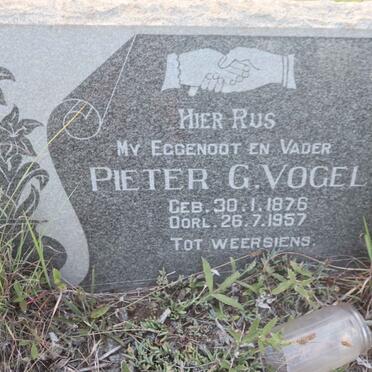 HIER RUS
MY EGGENOOT EN VADER
PIETER G. VOGEL
GEB. 30.1.1876
OORL. 26.7.1957
TOT WEERSIENS.